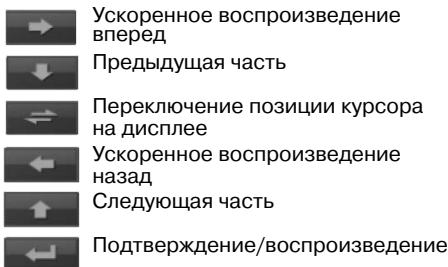 Ускоренное воспроизведение
вперед
Предыдущая часть
Переключение позиции курсора
на дисплее
Ускоренное воспроизведение
назад
Следующая часть
Подтверждение/воспроизведение